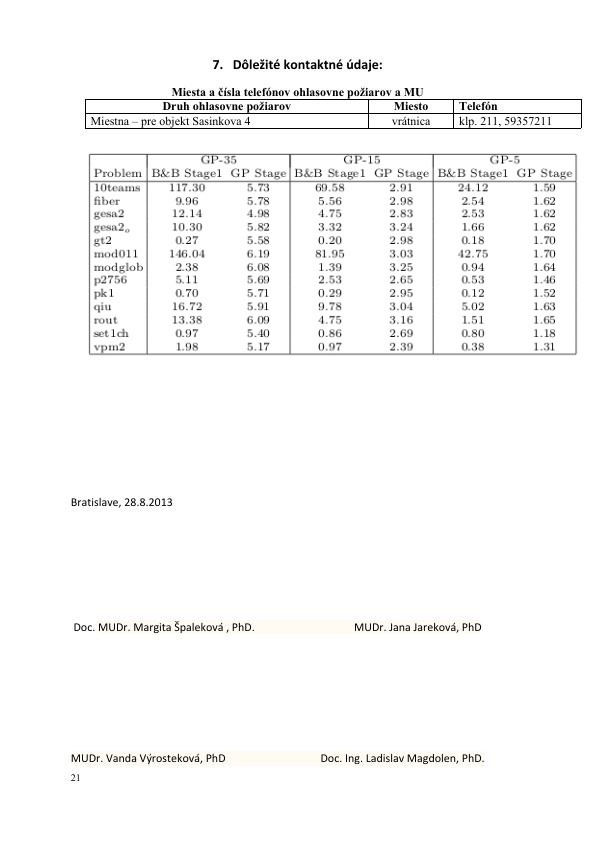 7. Dôležité kontaktné údaje:
Miesta a čísla telefónov ohlasovne požiarov a MU
Druh ohlasovne požiarov Miesto Telefón
Miestna – pre objekt Sasinkova 4 vrátnica klp. 211, 59357211
GP-35 GP-15 GP-5
Problem B&B Stage1 GP Stage B&B Stage1 GP Stage B&B Stage1 GP Stage
10teams 117.30 5.73 69.58 2.91 24.12 1.59
fiber 9.96 5.78 5.56 2.98 2.54 1.62
gesa2 12.14 4.98 4.75 2.83 2.53 1.62
gesa2_o 10.30 5.82 3.32 3.24 1.66 1.62
gt2 0.27 5.58 0.20 2.98 0.18 1.70
mod011 146.04 6.19 81.95 3.03 42.75 1.70
modglob 2.38 6.08 1.39 3.25 0.94 1.64
p2756 5.11 5.69 2.53 2.65 0.53 1.46
pk1 0.70 5.71 0.29 2.95 0.12 1.52
qiu 16.72 5.91 9.78 3.04 5.02 1.63
rout 13.38 6.09 4.75 3.16 1.51 1.65
set1ch 0.97 5.40 0.86 2.69 0.80 1.18
vpm2 1.98 5.17 0.97 2.39 0.38 1.31
Bratislave, 28.8.2013
Doc. MUDr. Margita Špaleková , PhD. MUDr. Jana Jareková, PhD
MUDr. Vanda Výrosteková, PhD Doc. Ing. Ladislav Magdolen, PhD.
21